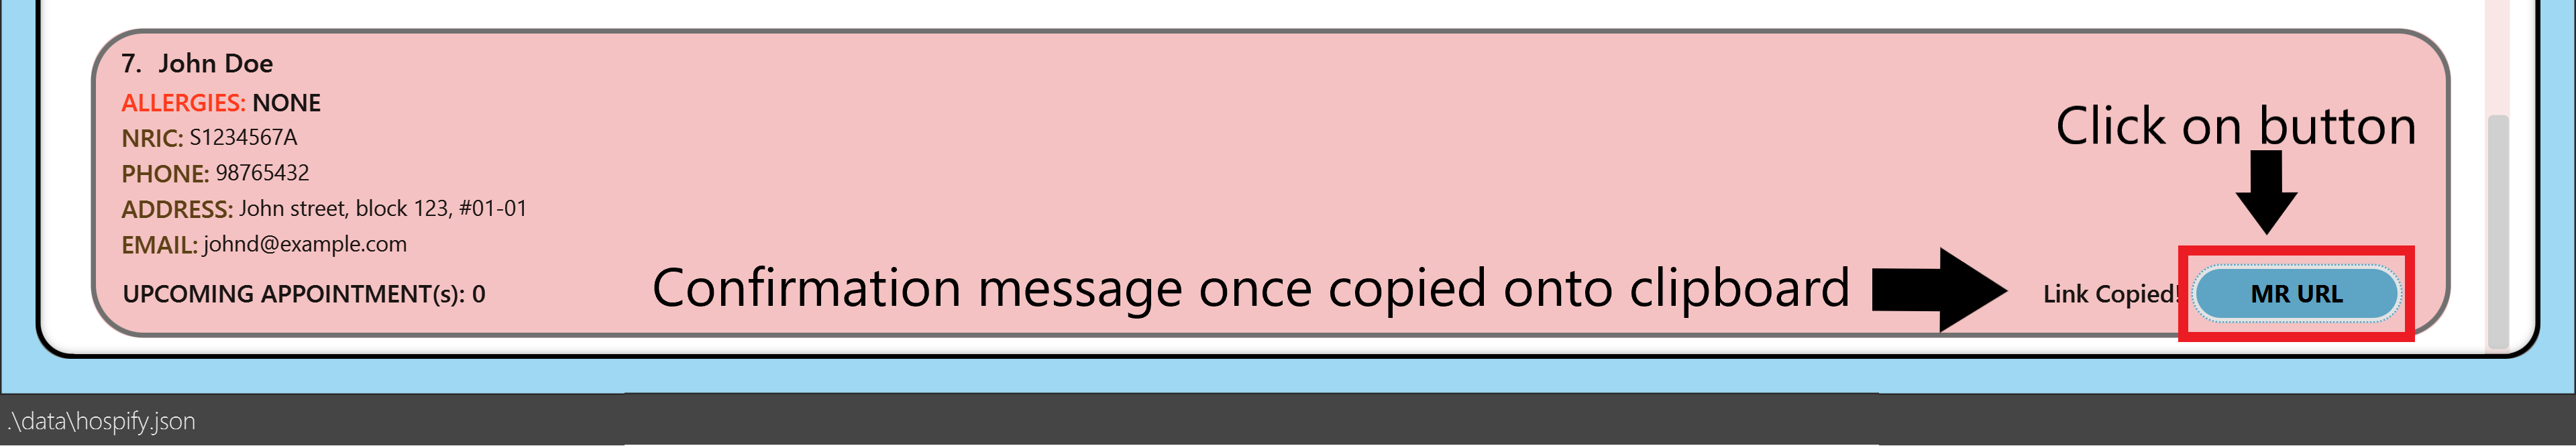 7. John Doe
ALLERGIES: NONE
NRIC: S1234567A
PHONE: 98765432
ADDRESS: John street, block 123, #01-01
EMAIL: johnd@example.com
UPCOMING APPOINTMENT(s): 0
Click on button
Confirmation message once copied onto clipboard
Link Copied!
MR URL
.\data\hospify.json